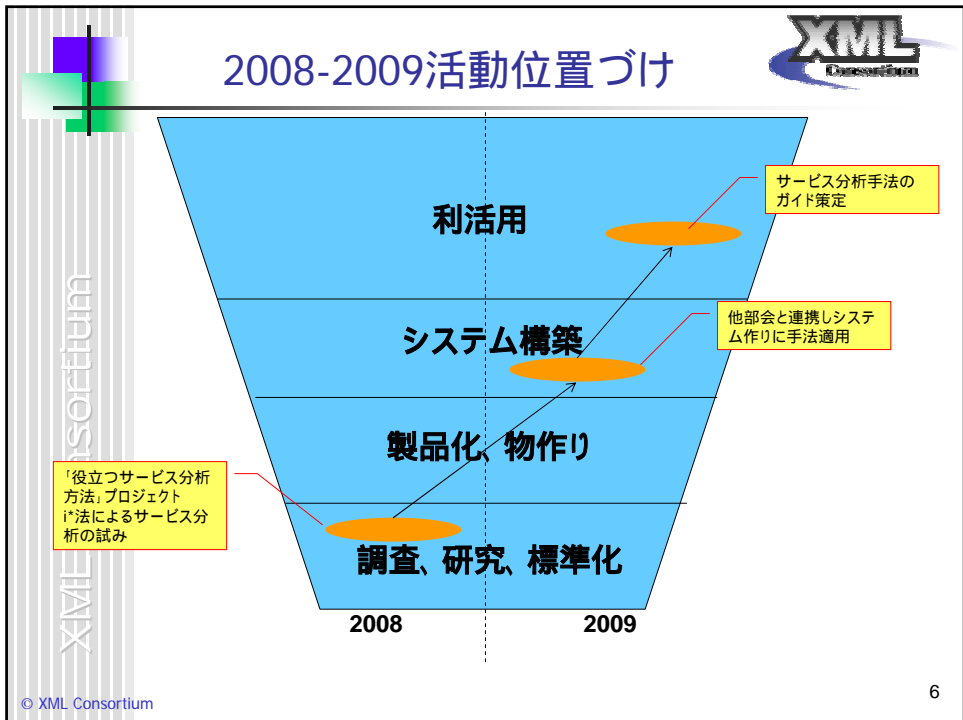 2008-2009活動位置づけ
XML
Consortium
利活用
サービス分析手法の
ガイド策定
システム構築
他部会と連携しシステ
ム作りに手法適用
製品化、物作り
「役立つサービス分析
方法」プロジェクト
i*法によるサービス分
析の試み
調査、研究、標準化
2008
2009
XML Consortium
© XML Consortium
6